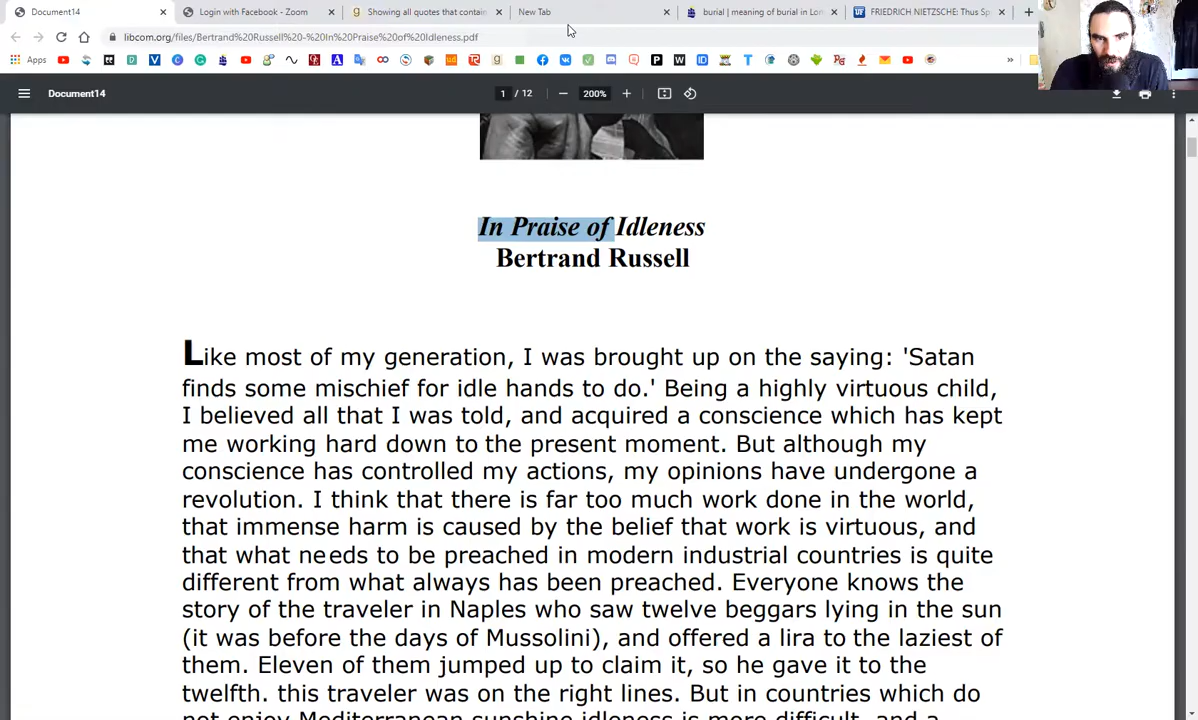 Document14
Login with Facebook - Zoom
Showing all quotes that contain
New Tab
burial | meaning of burial in Lon
FRIEDRICH NIETZSCHE: Thus Sp
libcom.org/files/Bertrand%20Russell%20-%20In%20Praise%20of%20Idleness.pdf
Apps
Document14
1 / 12
200%
In Praise of Idleness
Bertrand Russell
Like most of my generation, I was brought up on the saying: 'Satan
finds some mischief for idle hands to do.' Being a highly virtuous child,
I believed all that I was told, and acquired a conscience which has kept
me working hard down to the present moment. But although my
conscience has controlled my actions, my opinions have undergone a
revolution. I think that there is far too much work done in the world,
that immense harm is caused by the belief that work is virtuous, and
that what needs to be preached in modern industrial countries is quite
different from what always has been preached. Everyone knows the
story of the traveler in Naples who saw twelve beggars lying in the sun
(it was before the days of Mussolini), and offered a lira to the laziest of
them. Eleven of them jumped up to claim it, so he gave it to the
twelfth. this traveler was on the right lines. But in countries which do
not enjoy Mediterranean sunshine idleness is more difficult, and a